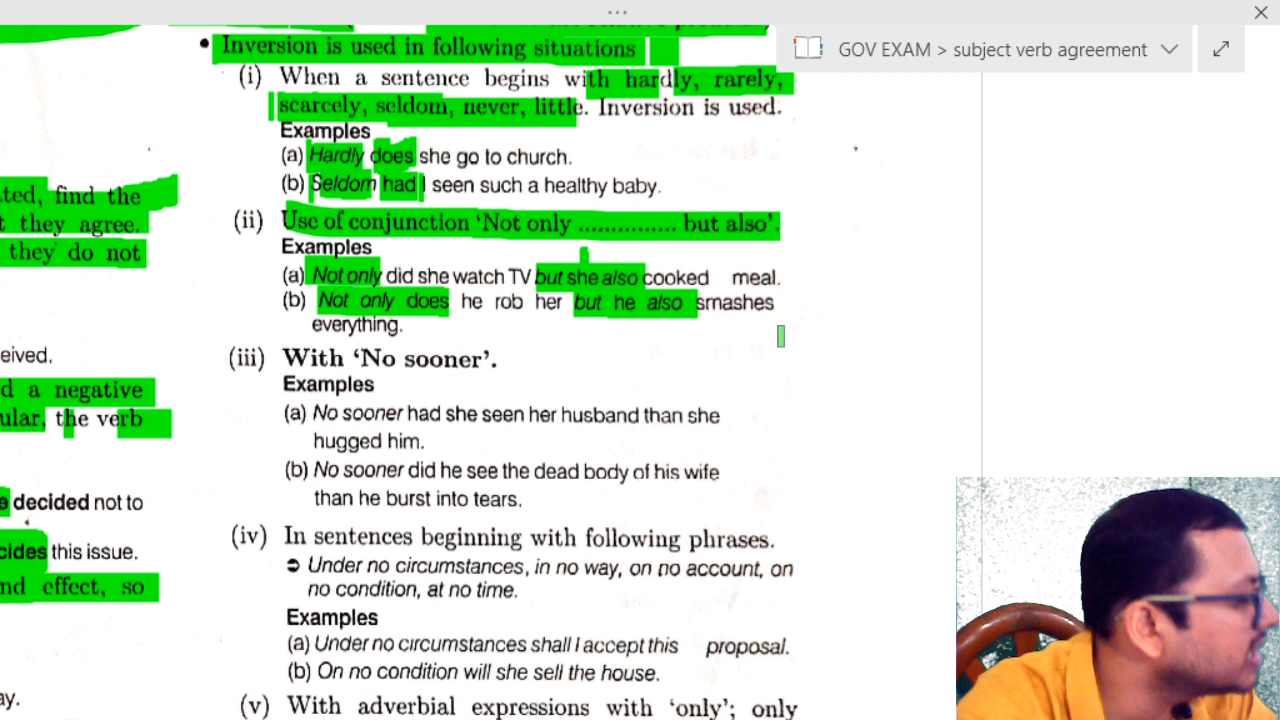 GOV EXAM > subject verb agreement
ted, find the
t they agree.
they do not
eived.
d a negative
ular, the verb
decided not to
cides this issue.
nd effect, so
ay.
• Inversion is used in following situations
(i) When a sentence begins with hardly, rarely,
scarcely, seldom, never, little. Inversion is used.
Examples
(a) Hardly does she go to church.
(b) Seldom had I seen such a healthy baby.
(ii) Use of conjunction ‘Not only ............... but also’.
Examples
(a) Not only did she watch TV but she also cooked meal.
(b) Not only does he rob her but he also smashes
everything.
(iii) With ‘No sooner’.
Examples
(a) No sooner had she seen her husband than she
hugged him.
(b) No sooner did he see the dead body of his wife
than he burst into tears.
(iv) In sentences beginning with following phrases.
➲ Under no circumstances, in no way, on no account, on
no condition, at no time.
Examples
(a) Under no circumstances shall I accept this proposal.
(b) On no condition will she sell the house.
(v) With adverbial expressions with ‘only’; only